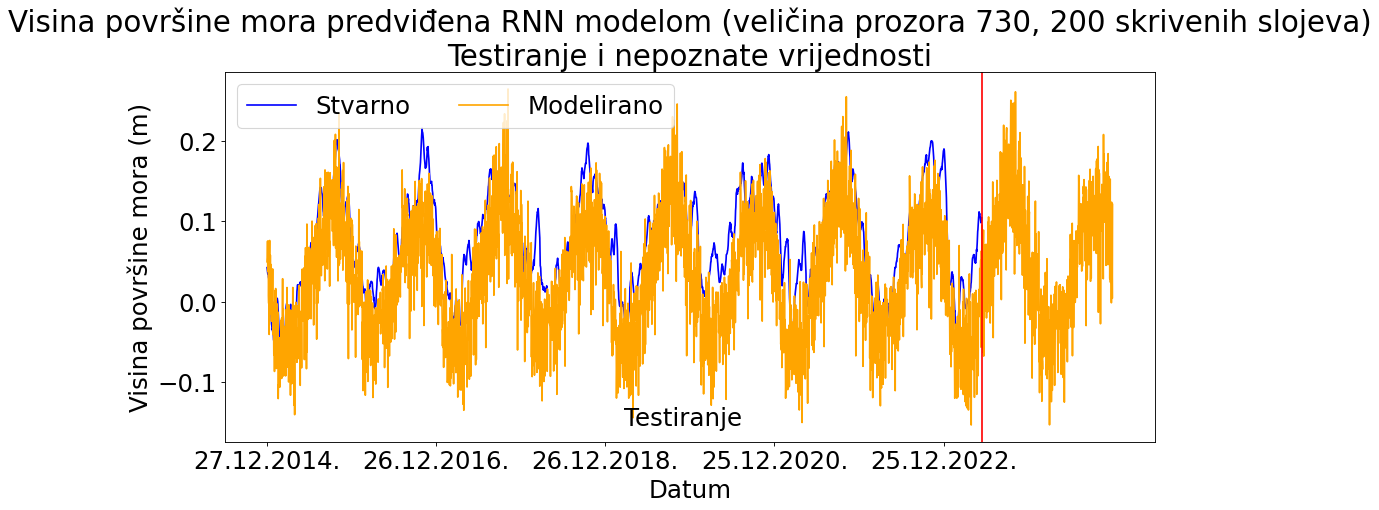 Visina površine mora predviđena RNN modelom (veličina prozora 730, 200 skrivenih slojeva)
Testiranje i nepoznate vrijednosti
Stvarno Modelirano
Visina površine mora (m)
0.2
0.1
0.0
−0.1
Testiranje
27.12.2014. 26.12.2016. 26.12.2018. 25.12.2020. 25.12.2022.
Datum